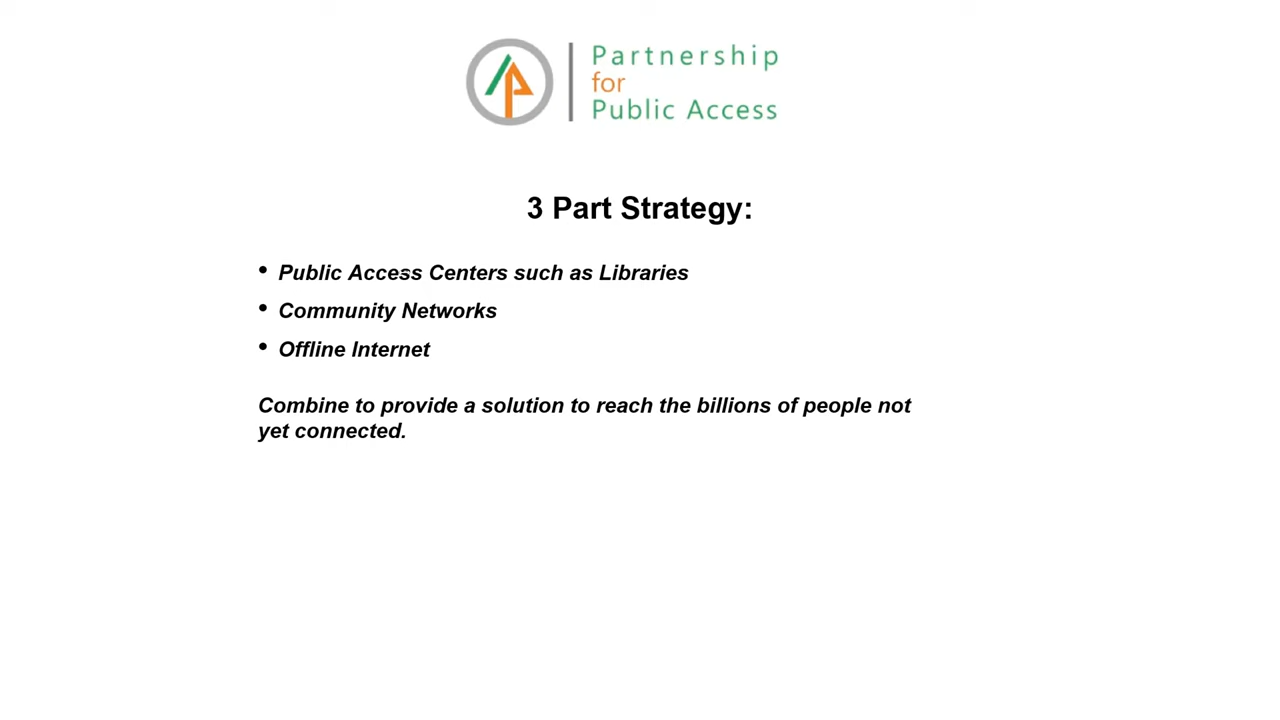 Partnership
for
Public Access
3 Part Strategy:
• Public Access Centers such as Libraries
• Community Networks
• Offline Internet
Combine to provide a solution to reach the billions of people not
yet connected.